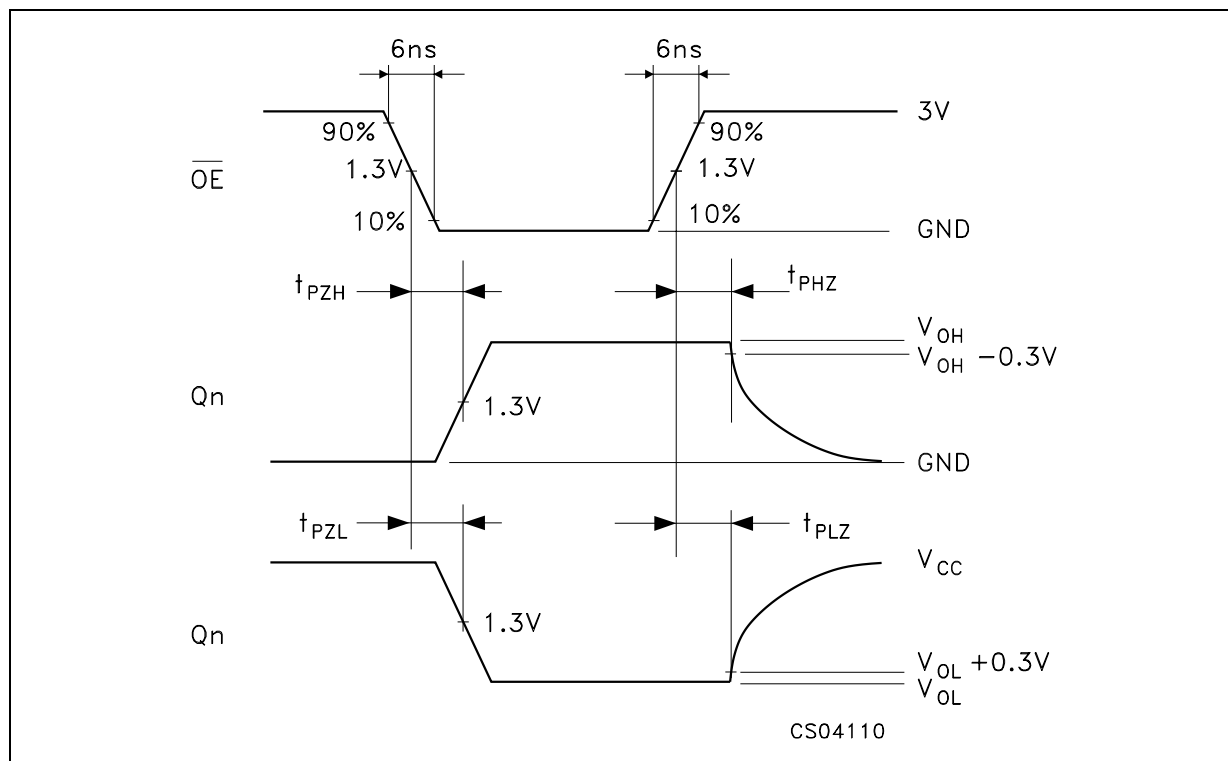 6ns 6ns
90% 90% 3V
OE 1.3V 1.3V
10% 10% GND
tPZH tPHZ
VOH
VOH -0.3V
Qn 1.3V
GND
tPZL tPLZ
VCC
Qn 1.3V
VOL +0.3V
VOL
CS04110